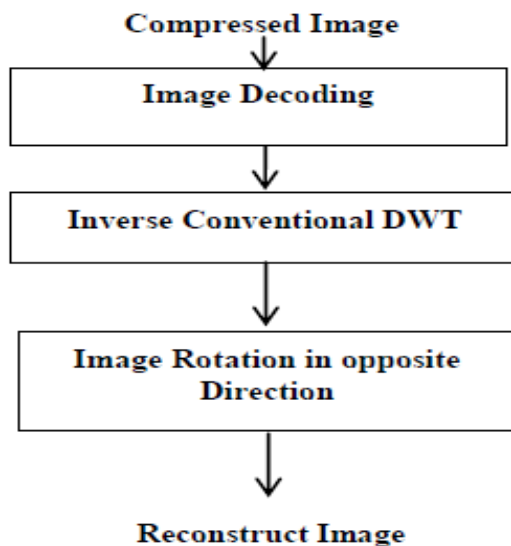 Compressed Image
Image Decoding
Inverse Conventional DWT
Image Rotation in opposite
Direction
Reconstruct Image